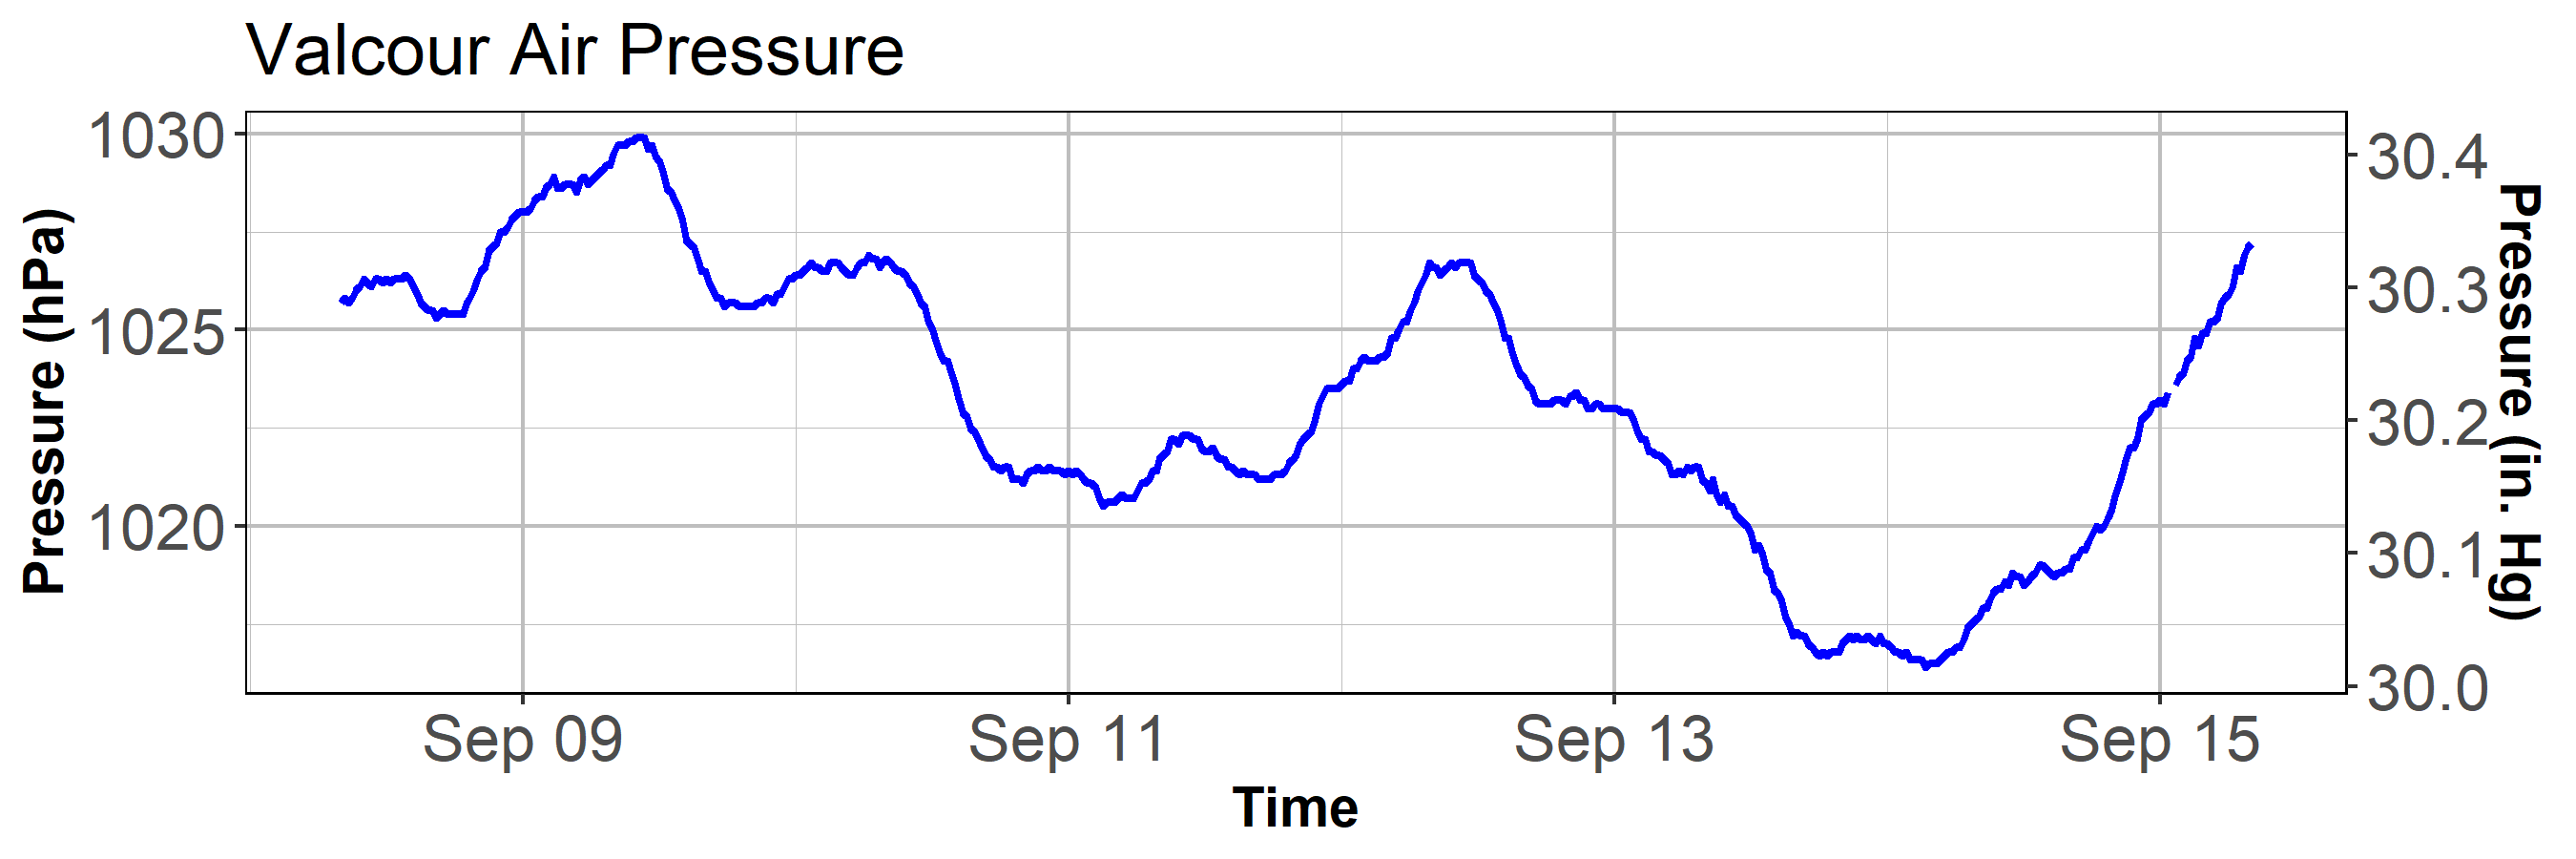 Valcour Air Pressure
1030
1025
1020
Pressure (hPa)
30.4
30.3
30.2
30.1
30.0
Pressure (in. Hg)
Sep 09
Sep 11
Sep 13
Sep 15
Time